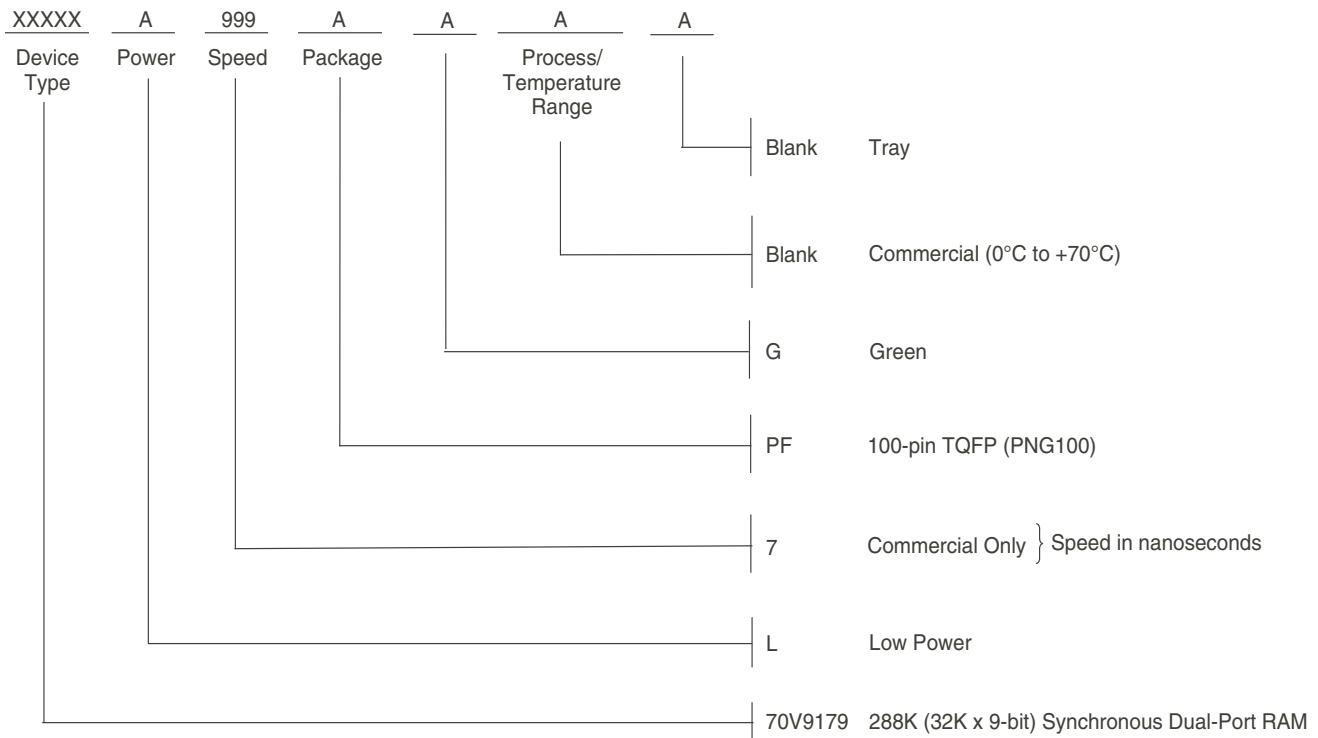 XXXXX A 999 A A A A
Device Type Power Speed Package Process/ Temperature Range
Blank Tray
Blank Commercial (0°C to +70°C)
G Green
PF 100-pin TQFP (PNG100)
7 Commercial Only } Speed in nanoseconds
L Low Power
70V9179 288K (32K x 9-bit) Synchronous Dual-Port RAM